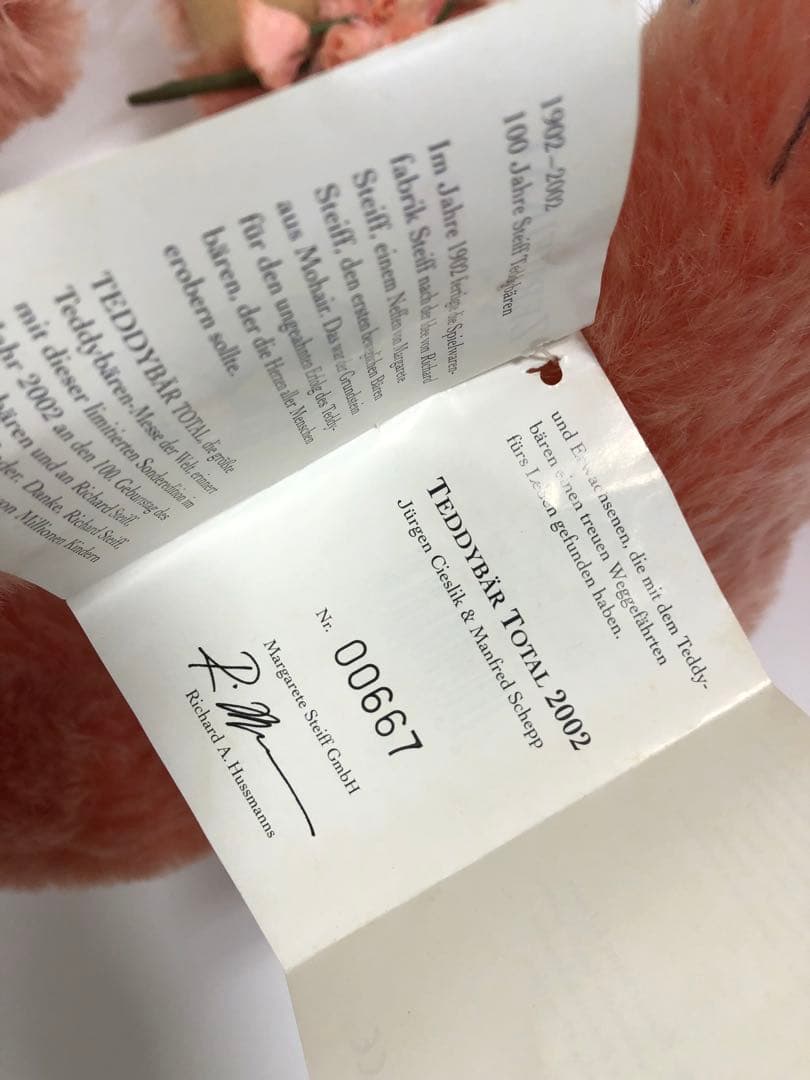 1902–2002
100 Jahre Steiff Teddybären
Im Jahre 1902 fertigte die Spielwaren-
fabrik Steiff nach der Idee von Richard
Steiff, einem Neffen von Margarete
Steiff, den ersten beweglichen Bären
aus Mohair. Das war der Grundstein
für den ungeahnten Erfolg des Teddy-
bären, der die Herzen aller Menschen
erobern sollte.
TEDDYBÄR TOTAL, die größte
Teddybären-Messe der Welt, erinnert
mit dieser limitierten Sonderedition im
Jahr 2002 an den 100. Geburtstag des
bären und an Richard Steiff,
Danke, Richard Steiff,
von Millionen Kindern
und Erwachsenen, die mit dem Teddy-
bären einen treuen Weggefährten
fürs Leben gefunden haben.
TEDDYBÄR TOTAL 2002
Jürgen Cieslik & Manfred Schepp
Nr. 00667
Margarete Steiff GmbH
Richard A. Hussmanns